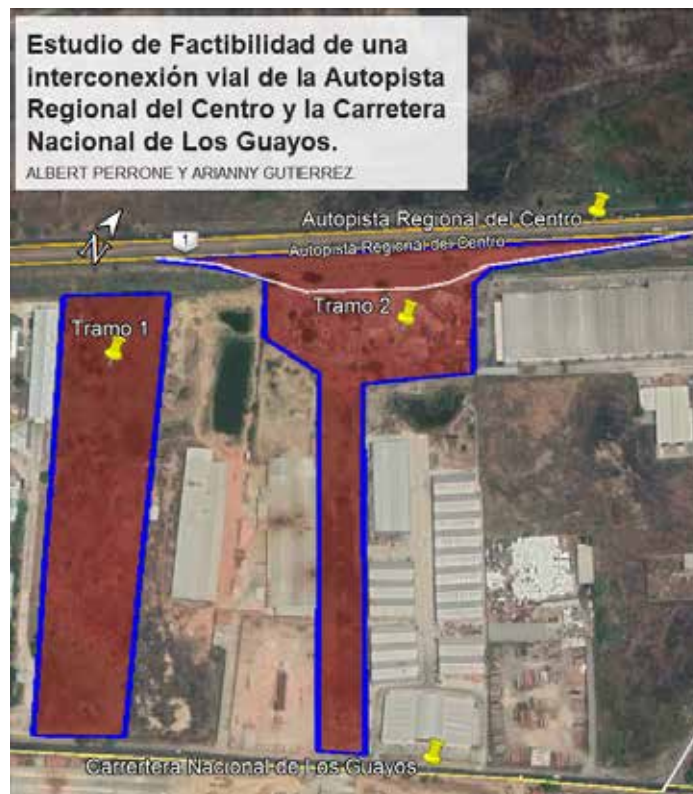 Estudio de Factibilidad de una
interconexión vial de la Autopista
Regional del Centro y la Carretera
Nacional de Los Guayos.
ALBERT PERRONE Y ARIANNY GUTIERREZ
N
1
Autopista Regional del Centro
Autopista Regional del Centro
Tramo 2
Tramo 1
Carrertera Nacional de Los Guayos